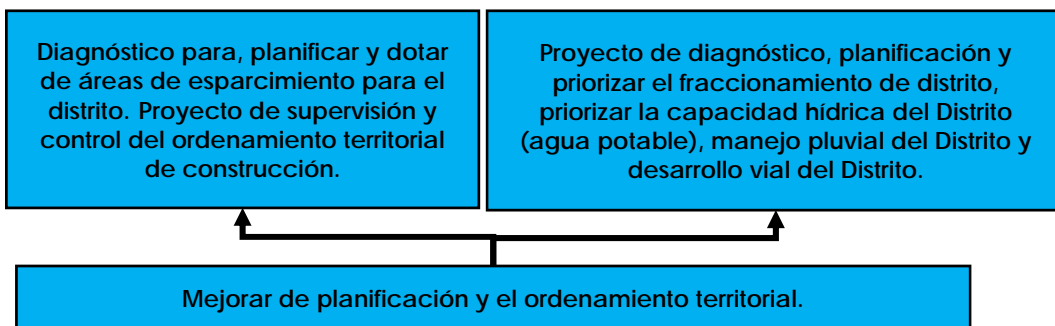 Diagnóstico para, planificar y dotar
de áreas de esparcimiento para el
distrito. Proyecto de supervisión y
control del ordenamiento territorial
de construcción.
Proyecto de diagnóstico, planificación y
priorizar el fraccionamiento de distrito,
priorizar la capacidad hídrica del Distrito
(agua potable), manejo pluvial del Distrito y
desarrollo vial del Distrito.
Mejorar de planificación y el ordenamiento territorial.